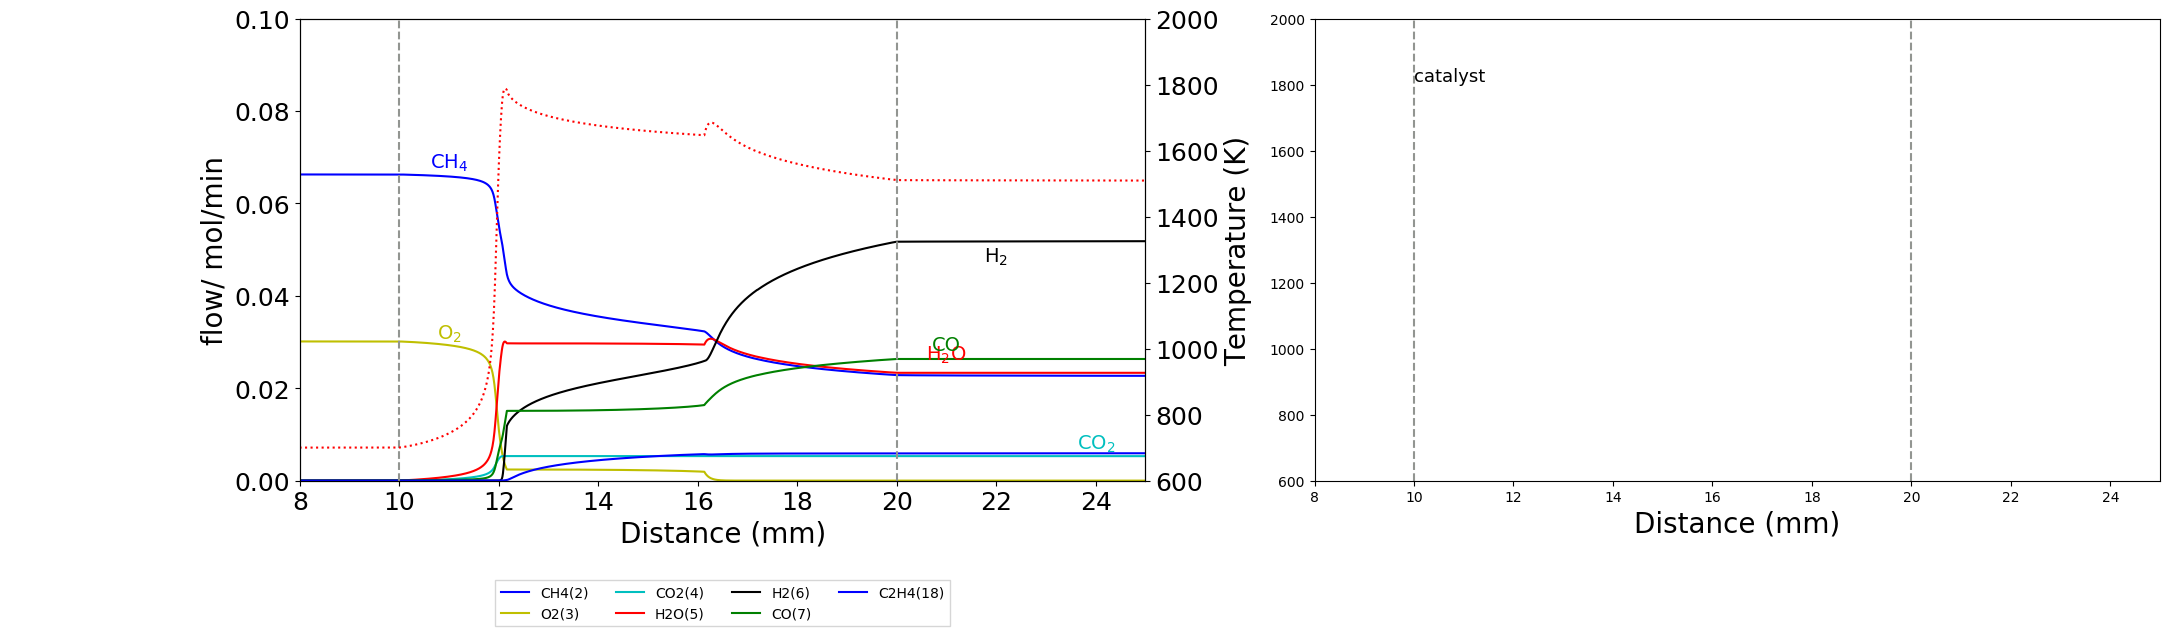 0.10
0.08
0.06
0.04
0.02
0.00
flow/ mol/min
8 10 12 14 16 18 20 22 24
Distance (mm)
2000
1800
1600
1400
1200
1000
800
600
Temperature (K)
CH₄
O₂
H₂
CO
H₂O
CO₂
CH4(2) CO2(4) H2(6) C2H4(18)
O2(3) H2O(5) CO(7)
2000
1800
1600
1400
1200
1000
800
600
catalyst
8 10 12 14 16 18 20 22 24
Distance (mm)